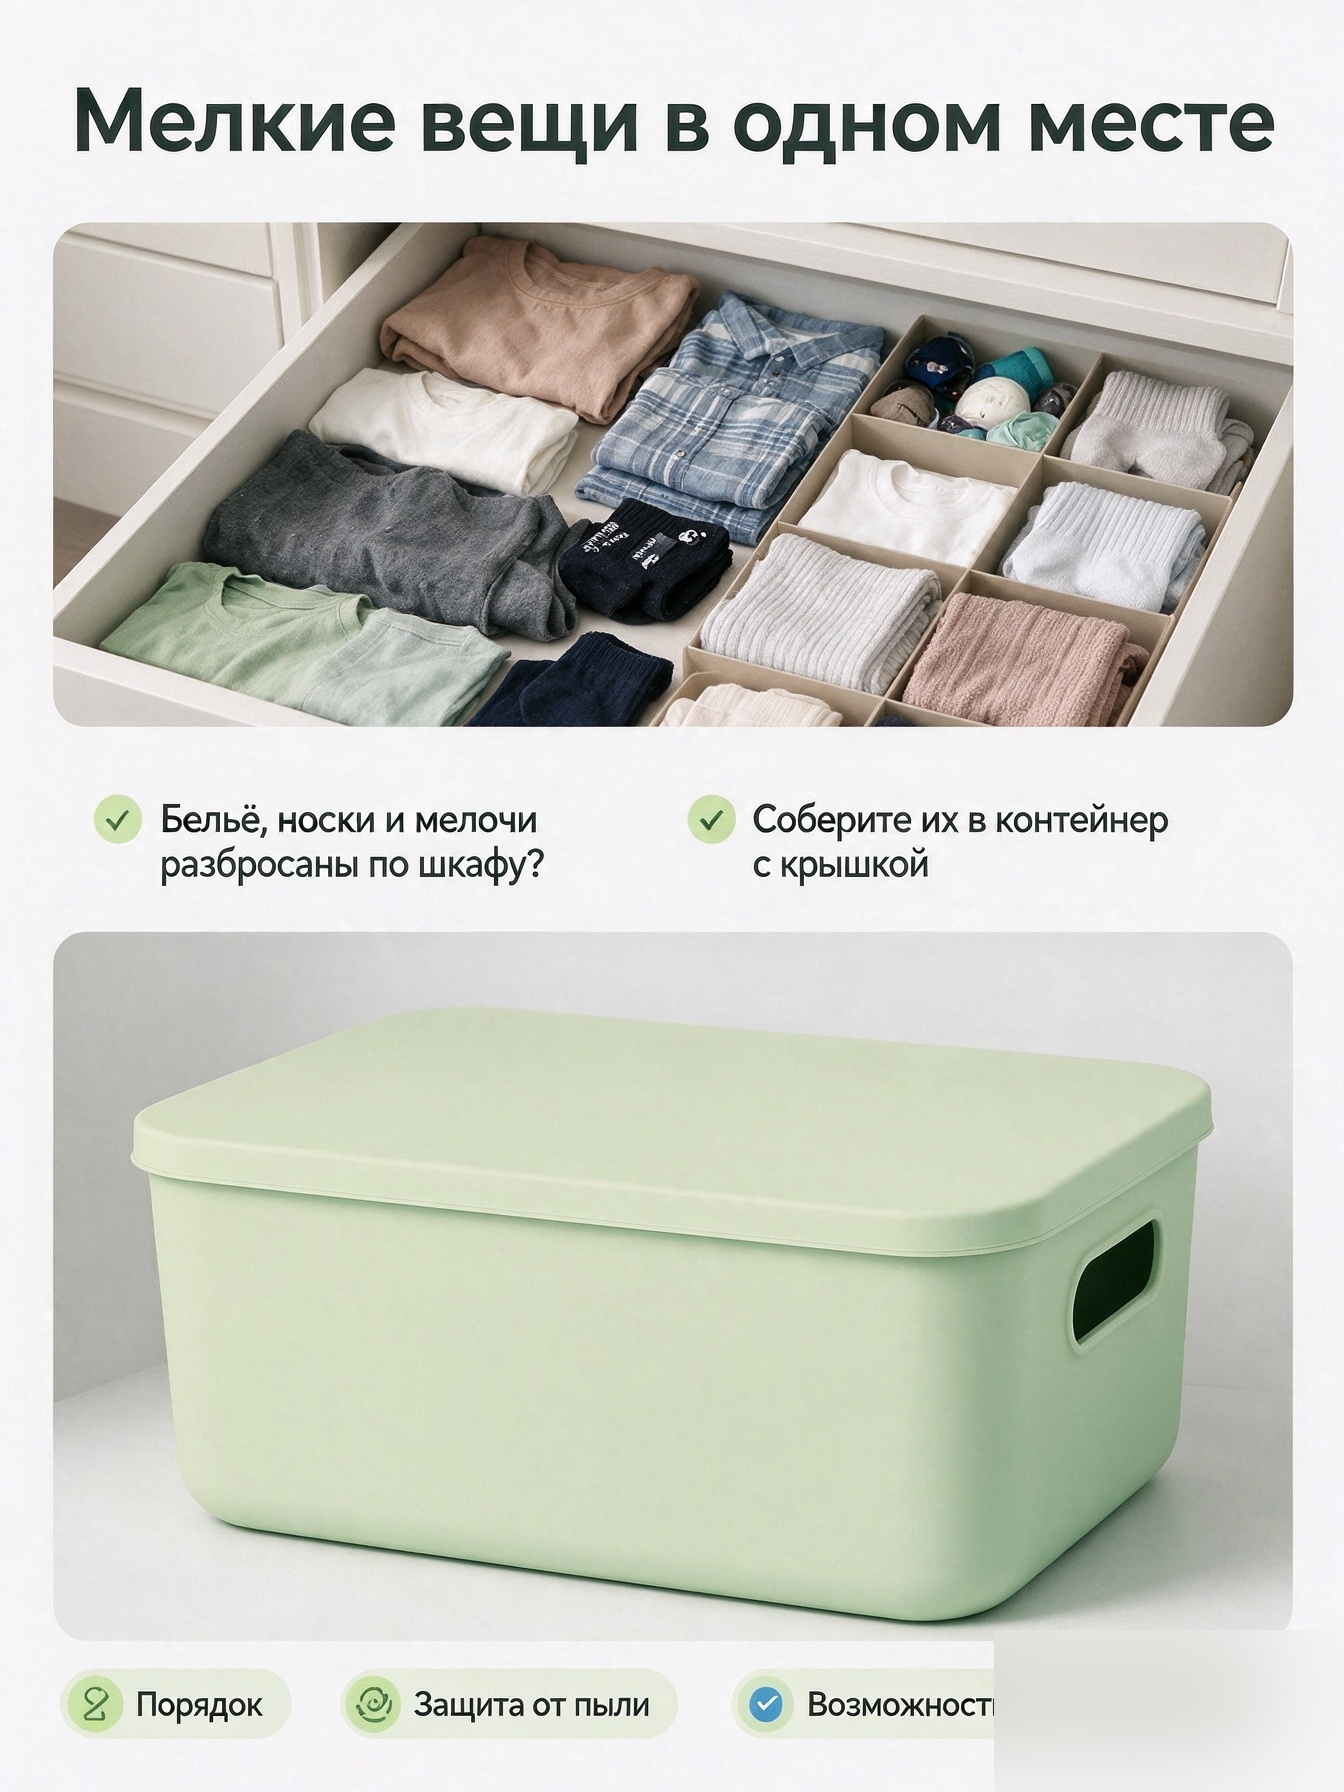 Мелкие вещи в одном месте
Бельё, носки и мелочи
разбросаны по шкафу?
Соберите их в контейнер
с крышкой
Порядок
Защита от пыли